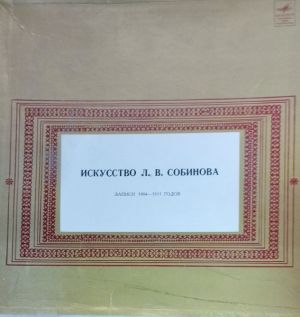 ИСКУССТВО Л. В. СОБИНОВА
ЗАПИСИ 1904—1911 ГОДОВ